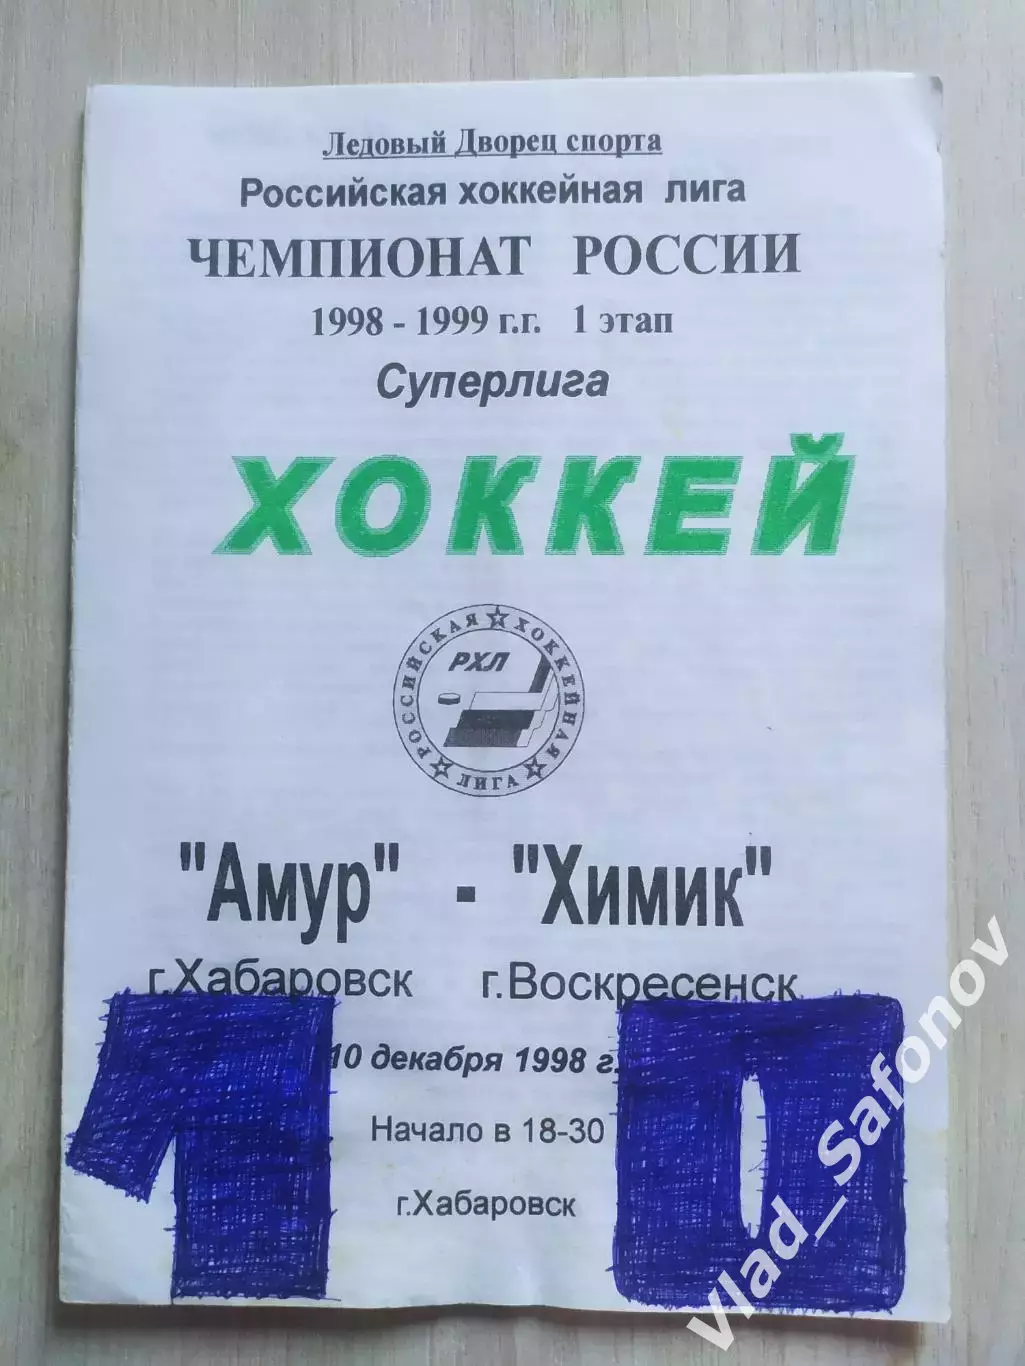 Ледовый Дворец спорта
Российская хоккейная лига
ЧЕМПИОНАТ РОССИИ
1998 - 1999 г.г. 1 этап
Суперлига
ХОККЕЙ
РОССИЙСКАЯ ХОККЕЙНАЯ ЛИГА
РХЛ
"Амур" - "Химик"
г.Хабаровск г.Воскресенск
10 декабря 1998 г.
Начало в 18-30
г.Хабаровск
1 0
Vlad_Safonov